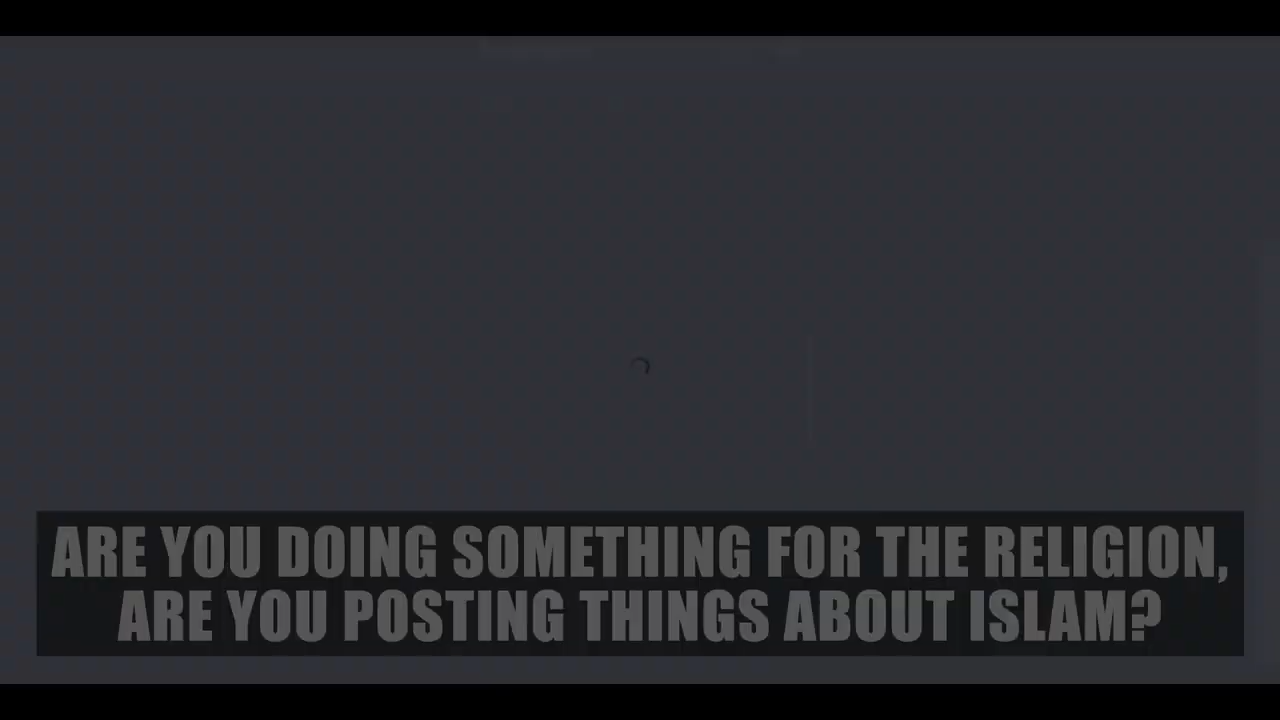 ARE YOU DOING SOMETHING FOR THE RELIGION,
ARE YOU POSTING THINGS ABOUT ISLAM?